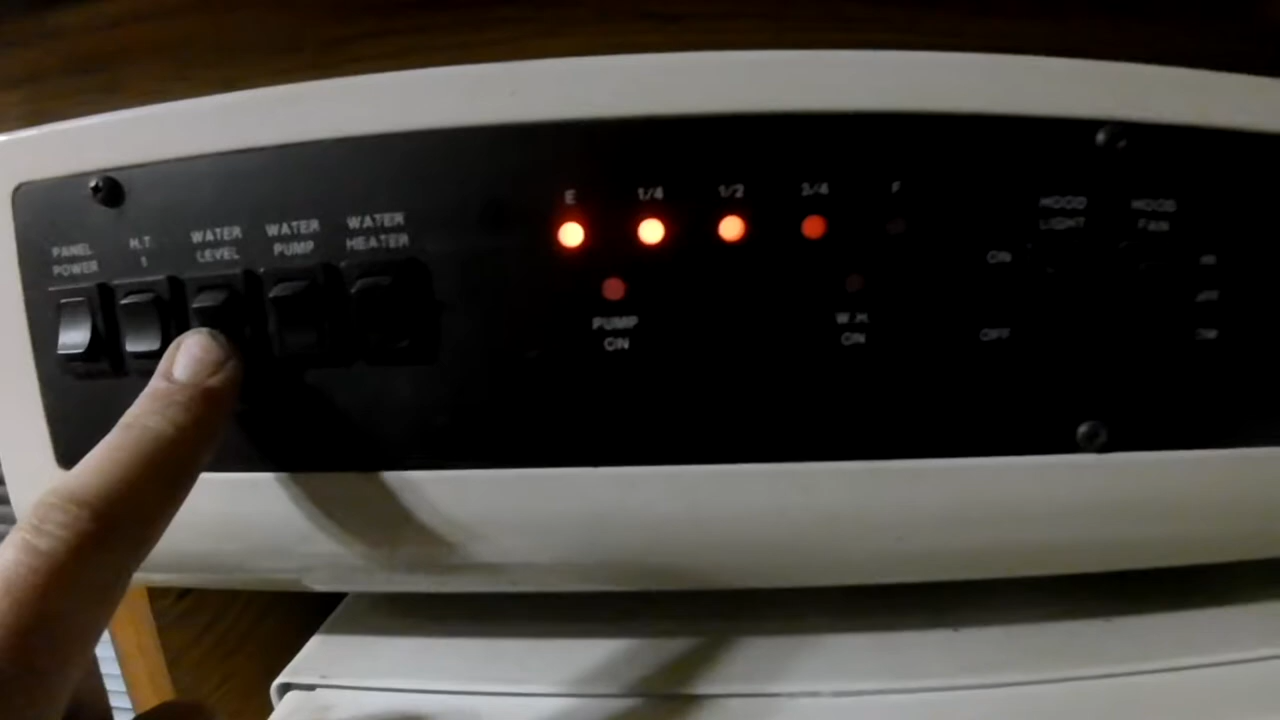 PANEL
POWER
H.T.
1
WATER
LEVEL
WATER
PUMP
WATER
HEATER
E 1/4 1/2 3/4 F
PUMP
ON
W.H.
ON
HOOD
LIGHT
ON
OFF
HOOD
FAN